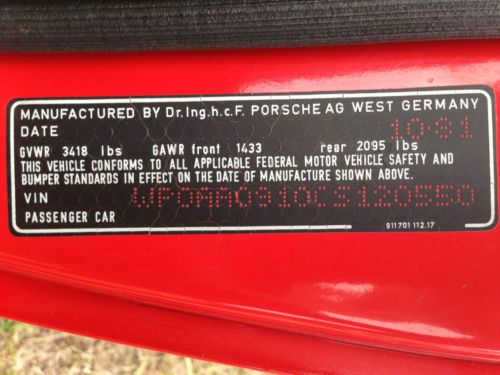 MANUFACTURED BY Dr.Ing.h.c.F. PORSCHE AG WEST GERMANY
DATE 10·81
GVWR 3418 lbs GAWR front 1433 rear 2095 lbs
THIS VEHICLE CONFORMS TO ALL APPLICABLE FEDERAL MOTOR VEHICLE SAFETY AND
BUMPER STANDARDS IN EFFECT ON THE DATE OF MANUFACTURE SHOWN ABOVE.
VIN WP0AA0910CS120550
PASSENGER CAR
911 701 112.17